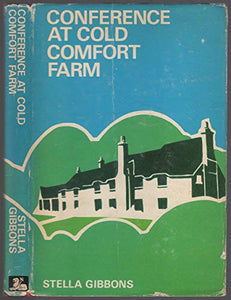 CONFERENCE
AT COLD
COMFORT
FARM
STELLA GIBBONS
CONFERENCE AT COLD
COMFORT FARM
STELLA
GIBBONS